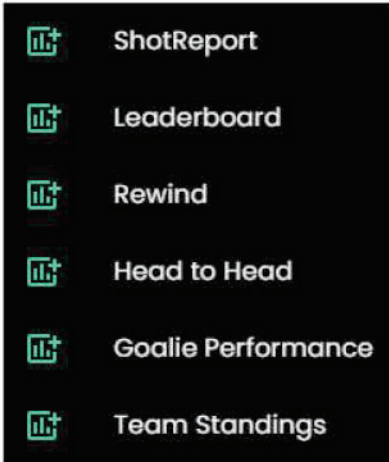 ShotReport
Leaderboard
Rewind
Head to Head
Goalie Performance
Team Standings